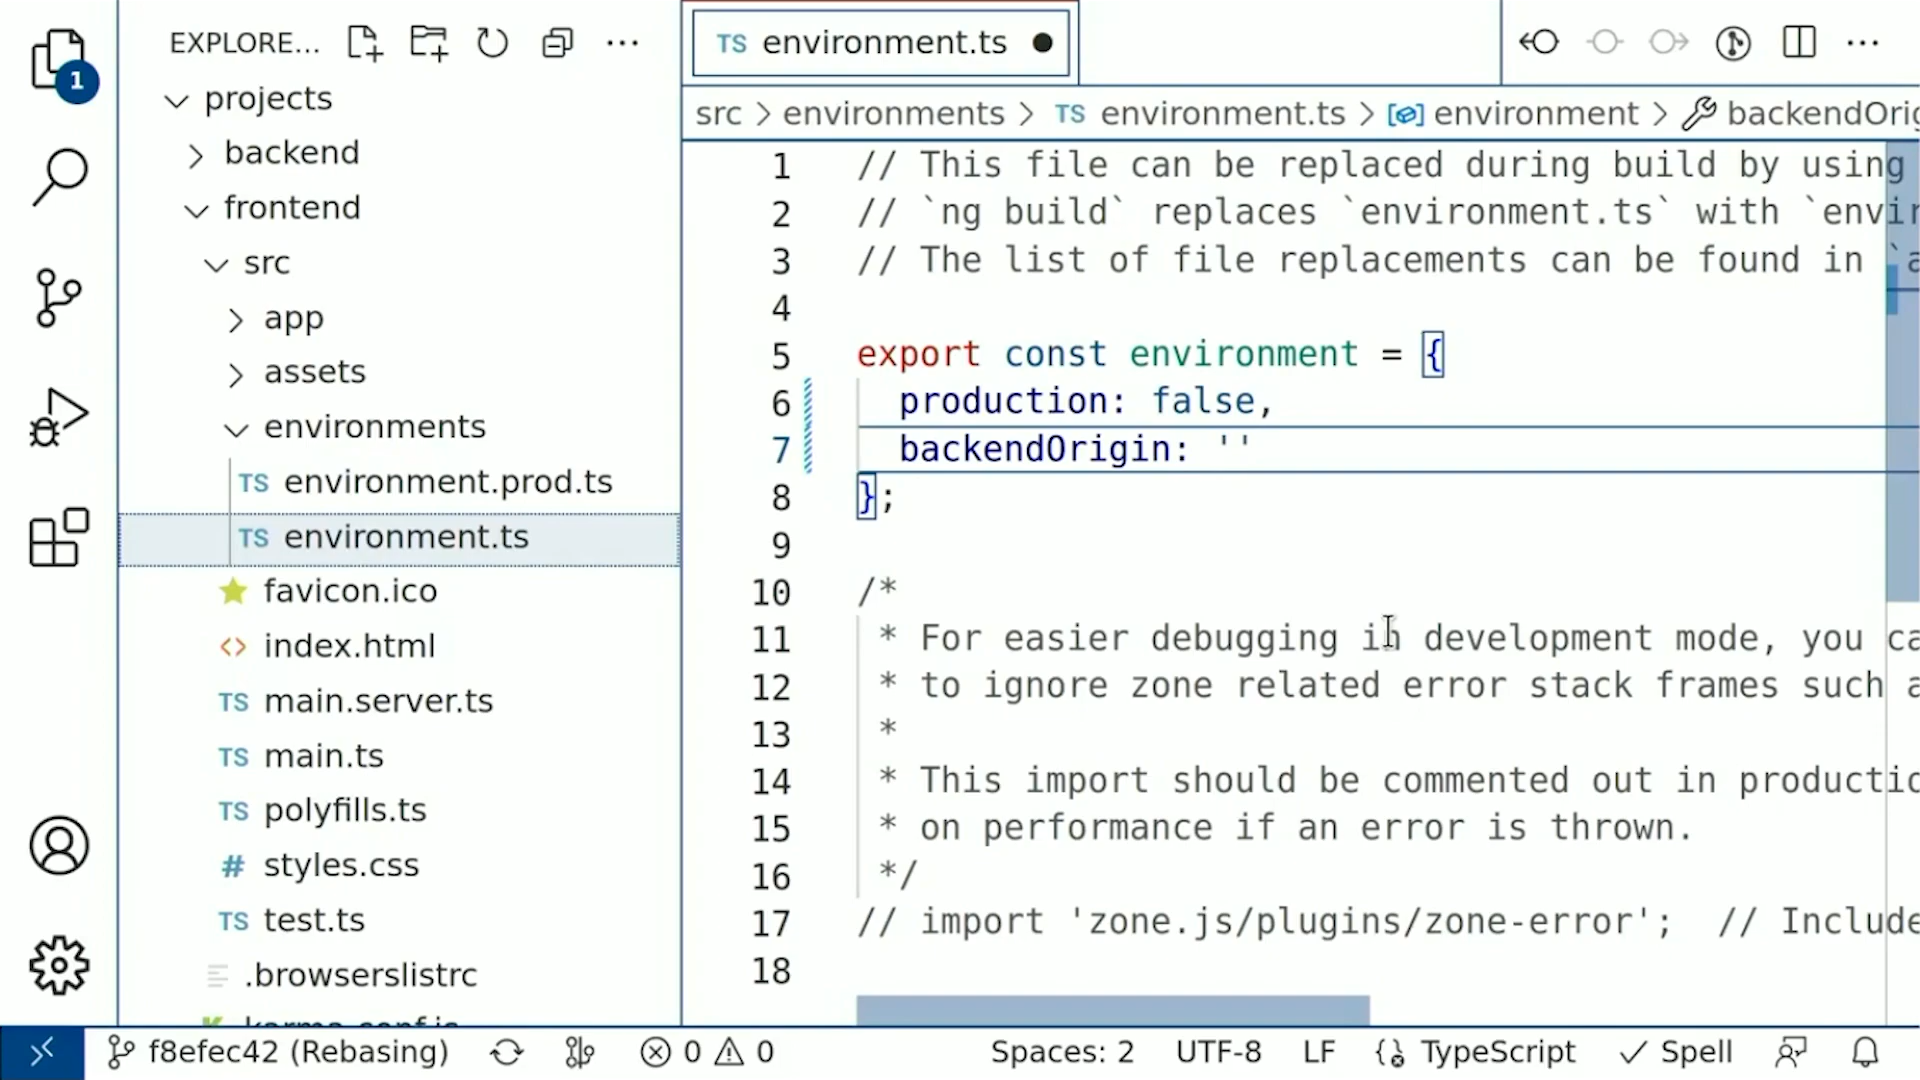 EXPLORE...
1
projects
backend
frontend
src
app
assets
environments
TS environment.prod.ts
TS environment.ts
favicon.ico
<> index.html
TS main.server.ts
TS main.ts
TS polyfills.ts
# styles.css
TS test.ts
.browserslistrc
TS environment.ts ●
src > environments > TS environment.ts > environment > backendOrig
1 // This file can be replaced during build by using
2 // `ng build` replaces `environment.ts` with `envir
3 // The list of file replacements can be found in `a
4
5 export const environment = {
6 production: false,
7 backendOrigin: ''
8 };
9
10 /*
11 * For easier debugging in development mode, you ca
12 * to ignore zone related error stack frames such a
13 *
14 * This import should be commented out in productio
15 * on performance if an error is thrown.
16 */
17 // import 'zone.js/plugins/zone-error'; // Include
18
f8efec42 (Rebasing) 0 0 Spaces: 2 UTF-8 LF TypeScript Spell